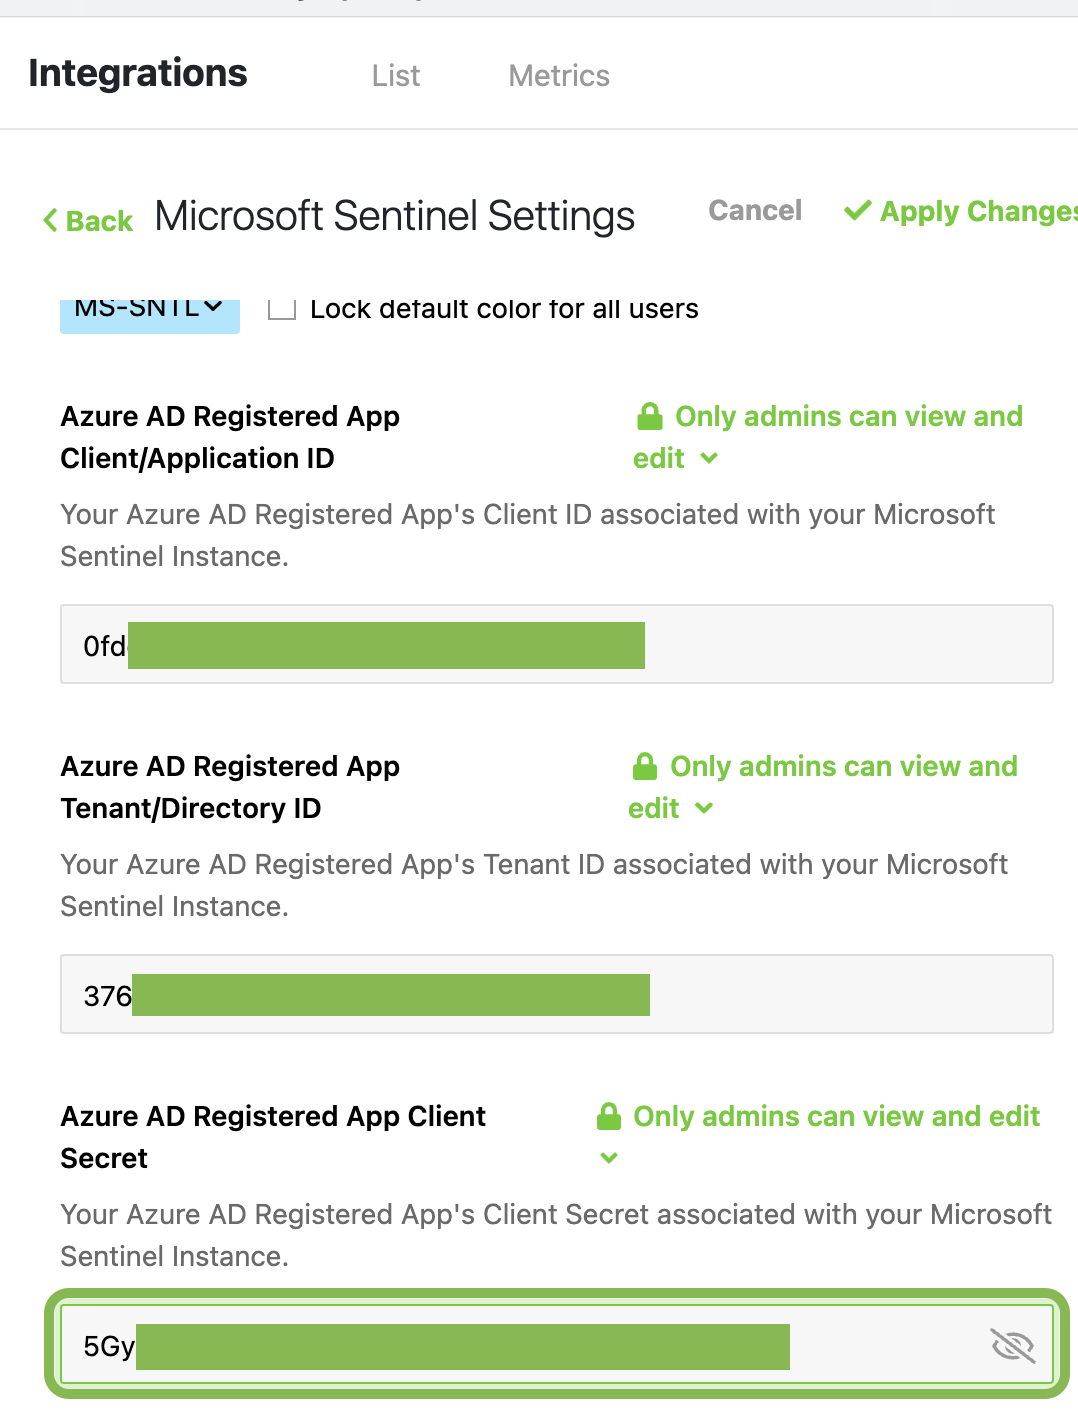 Integrations List Metrics
Back Microsoft Sentinel Settings Cancel Apply Changes
MS-SNTL Lock default color for all users
Azure AD Registered App
Client/Application ID
Only admins can view and
edit
Your Azure AD Registered App's Client ID associated with your Microsoft
Sentinel Instance.
0fd
Azure AD Registered App
Tenant/Directory ID
Only admins can view and
edit
Your Azure AD Registered App's Tenant ID associated with your Microsoft
Sentinel Instance.
376
Azure AD Registered App Client
Secret
Only admins can view and edit
Your Azure AD Registered App's Client Secret associated with your Microsoft
Sentinel Instance.
5Gy